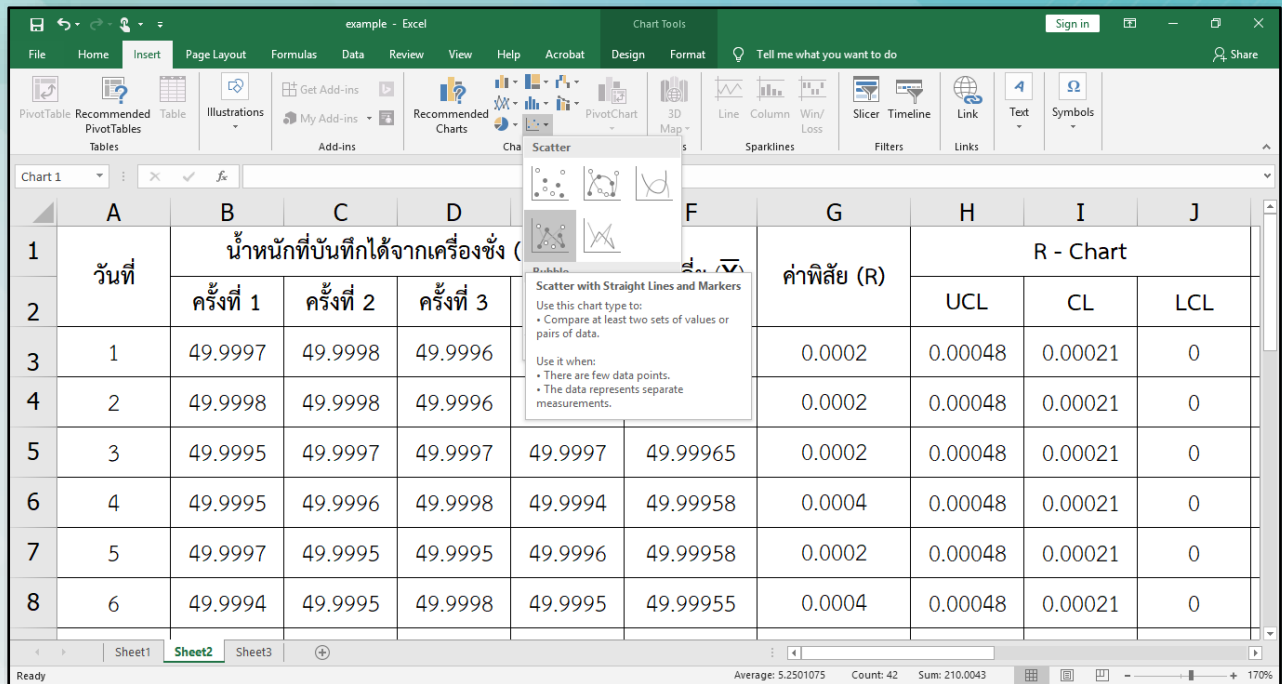 example - Excel
Chart Tools
Sign in
File Home Insert Page Layout Formulas Data Review View Help Acrobat Design Format Tell me what you want to do Share
PivotTable Recommended PivotTables Table
Illustrations
Get Add-ins
My Add-ins
Recommended Charts
PivotChart
3D Map
Line Column Win/Loss
Slicer Timeline
Link
Text
Symbols
Tables Add-ins Cha s Sparklines Filters Links
Chart 1 fx
Scatter
Bubble
Scatter with Straight Lines and Markers
Use this chart type to:
• Compare at least two sets of values or
pairs of data.
Use it when:
• There are few data points.
• The data represents separate
measurements.
A B C D F G H I J
1 วันที่ น้ำหนักที่บันทึกได้จากเครื่องชั่ง ( (X̅) ค่าพิสัย (R) R - Chart
2 ครั้งที่ 1 ครั้งที่ 2 ครั้งที่ 3 UCL CL LCL
3 1 49.9997 49.9998 49.9996 0.0002 0.00048 0.00021 0
4 2 49.9998 49.9998 49.9996 0.0002 0.00048 0.00021 0
5 3 49.9995 49.9997 49.9997 49.9997 49.99965 0.0002 0.00048 0.00021 0
6 4 49.9995 49.9996 49.9998 49.9994 49.99958 0.0004 0.00048 0.00021 0
7 5 49.9997 49.9995 49.9995 49.9996 49.99958 0.0002 0.00048 0.00021 0
8 6 49.9994 49.9995 49.9998 49.9995 49.99955 0.0004 0.00048 0.00021 0
Sheet1 Sheet2 Sheet3
Ready Average: 5.2501075 Count: 42 Sum: 210.0043 170%